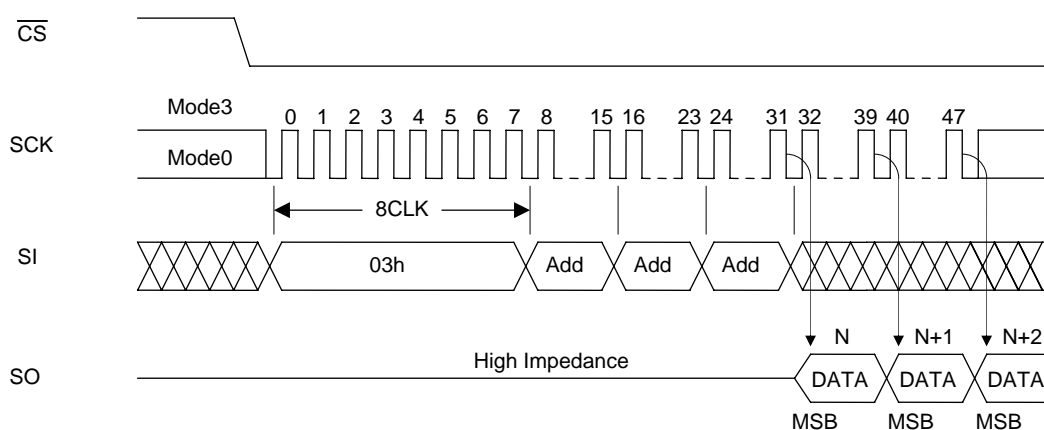 CS
Mode3
0 1 2 3 4 5 6 7 8 15 16 23 24 31 32 39 40 47
SCK
Mode0
8CLK
SI
03h Add Add Add
N N+1 N+2
High Impedance
SO
DATA DATA DATA
MSB MSB MSB